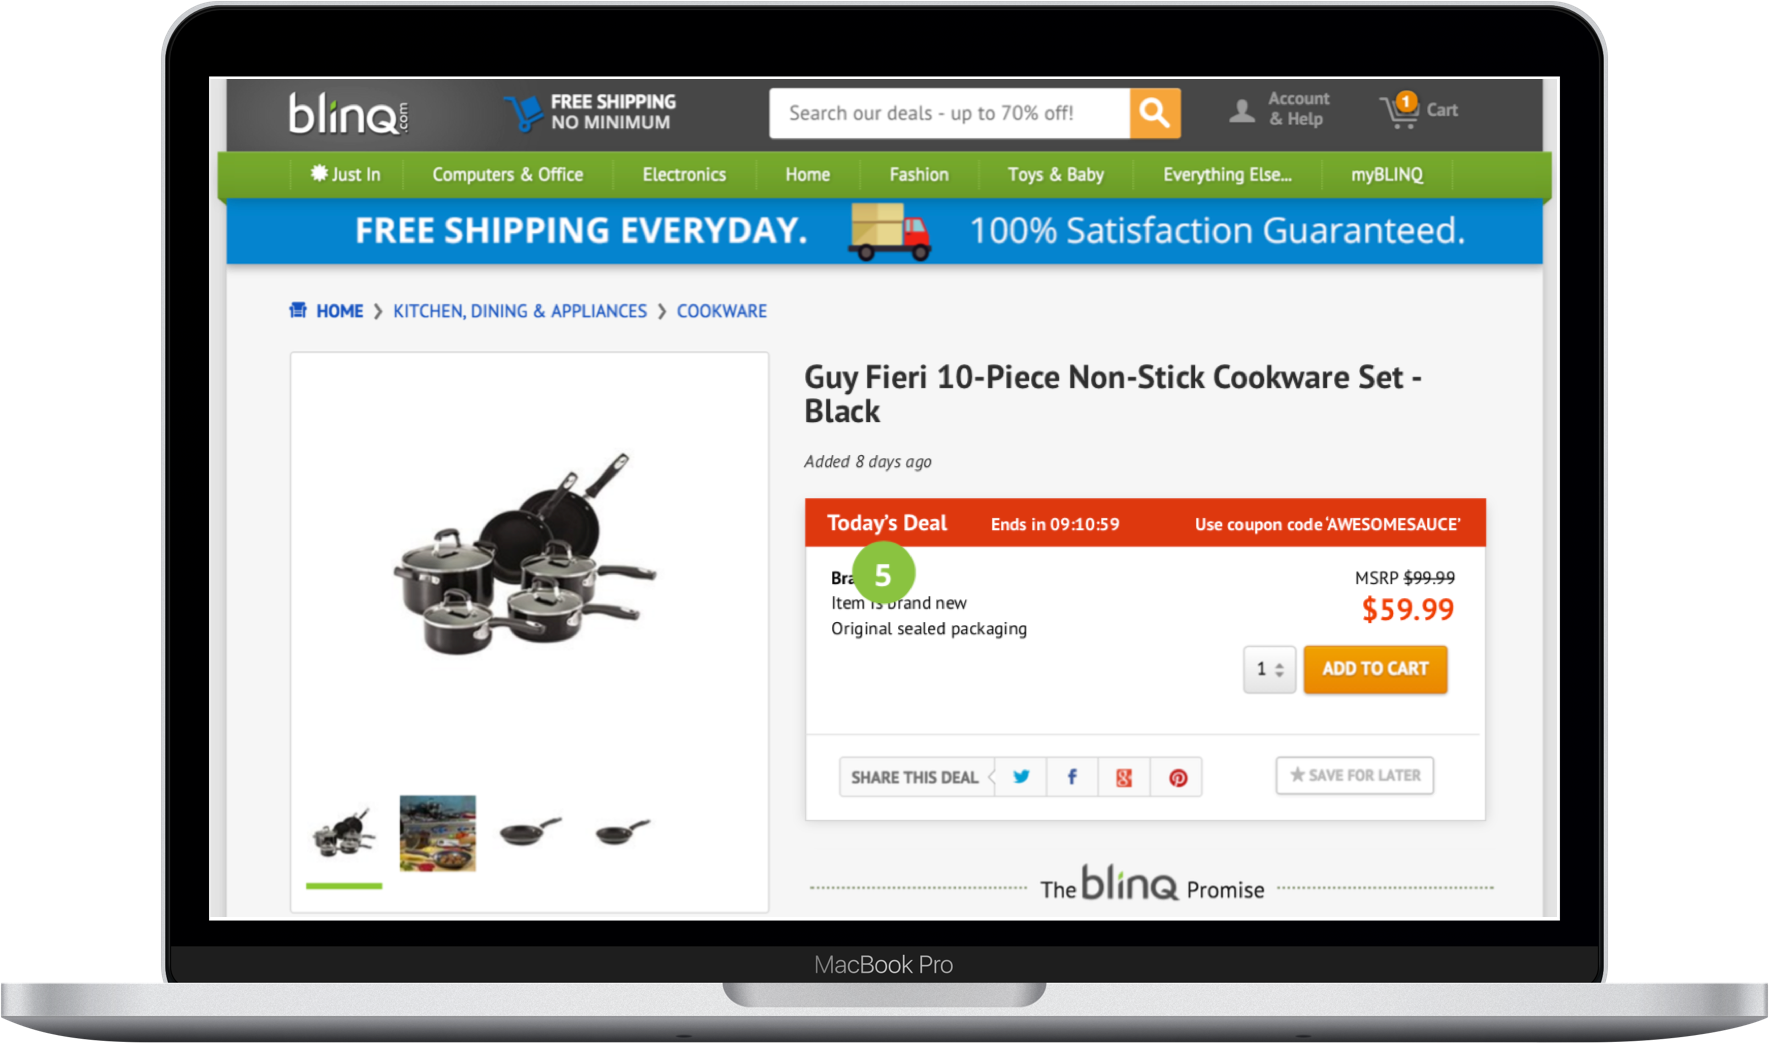 blinq.com
FREE SHIPPING
NO MINIMUM
Search our deals - up to 70% off!
Account
& Help
1
Cart
Just In
Computers & Office
Electronics
Home
Fashion
Toys & Baby
Everything Else...
myBLINQ
FREE SHIPPING EVERYDAY.
100% Satisfaction Guaranteed.
HOME > KITCHEN, DINING & APPLIANCES > COOKWARE
Guy Fieri 10-Piece Non-Stick Cookware Set -
Black
Added 8 days ago
Today's Deal
Ends in 09:10:59
Use coupon code 'AWESOMESAUCE'
5
Item is brand new
Original sealed packaging
MSRP $99.99
$59.99
1
ADD TO CART
SHARE THIS DEAL
SAVE FOR LATER
The blinq Promise
MacBook Pro